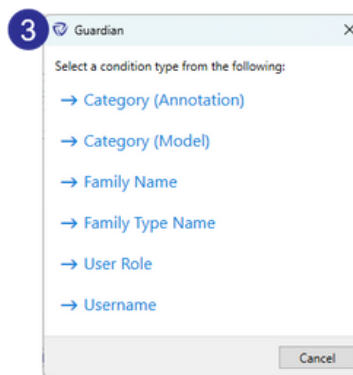 3
Guardian
Select a condition type from the following:
→ Category (Annotation)
→ Category (Model)
→ Family Name
→ Family Type Name
→ User Role
→ Username
Cancel